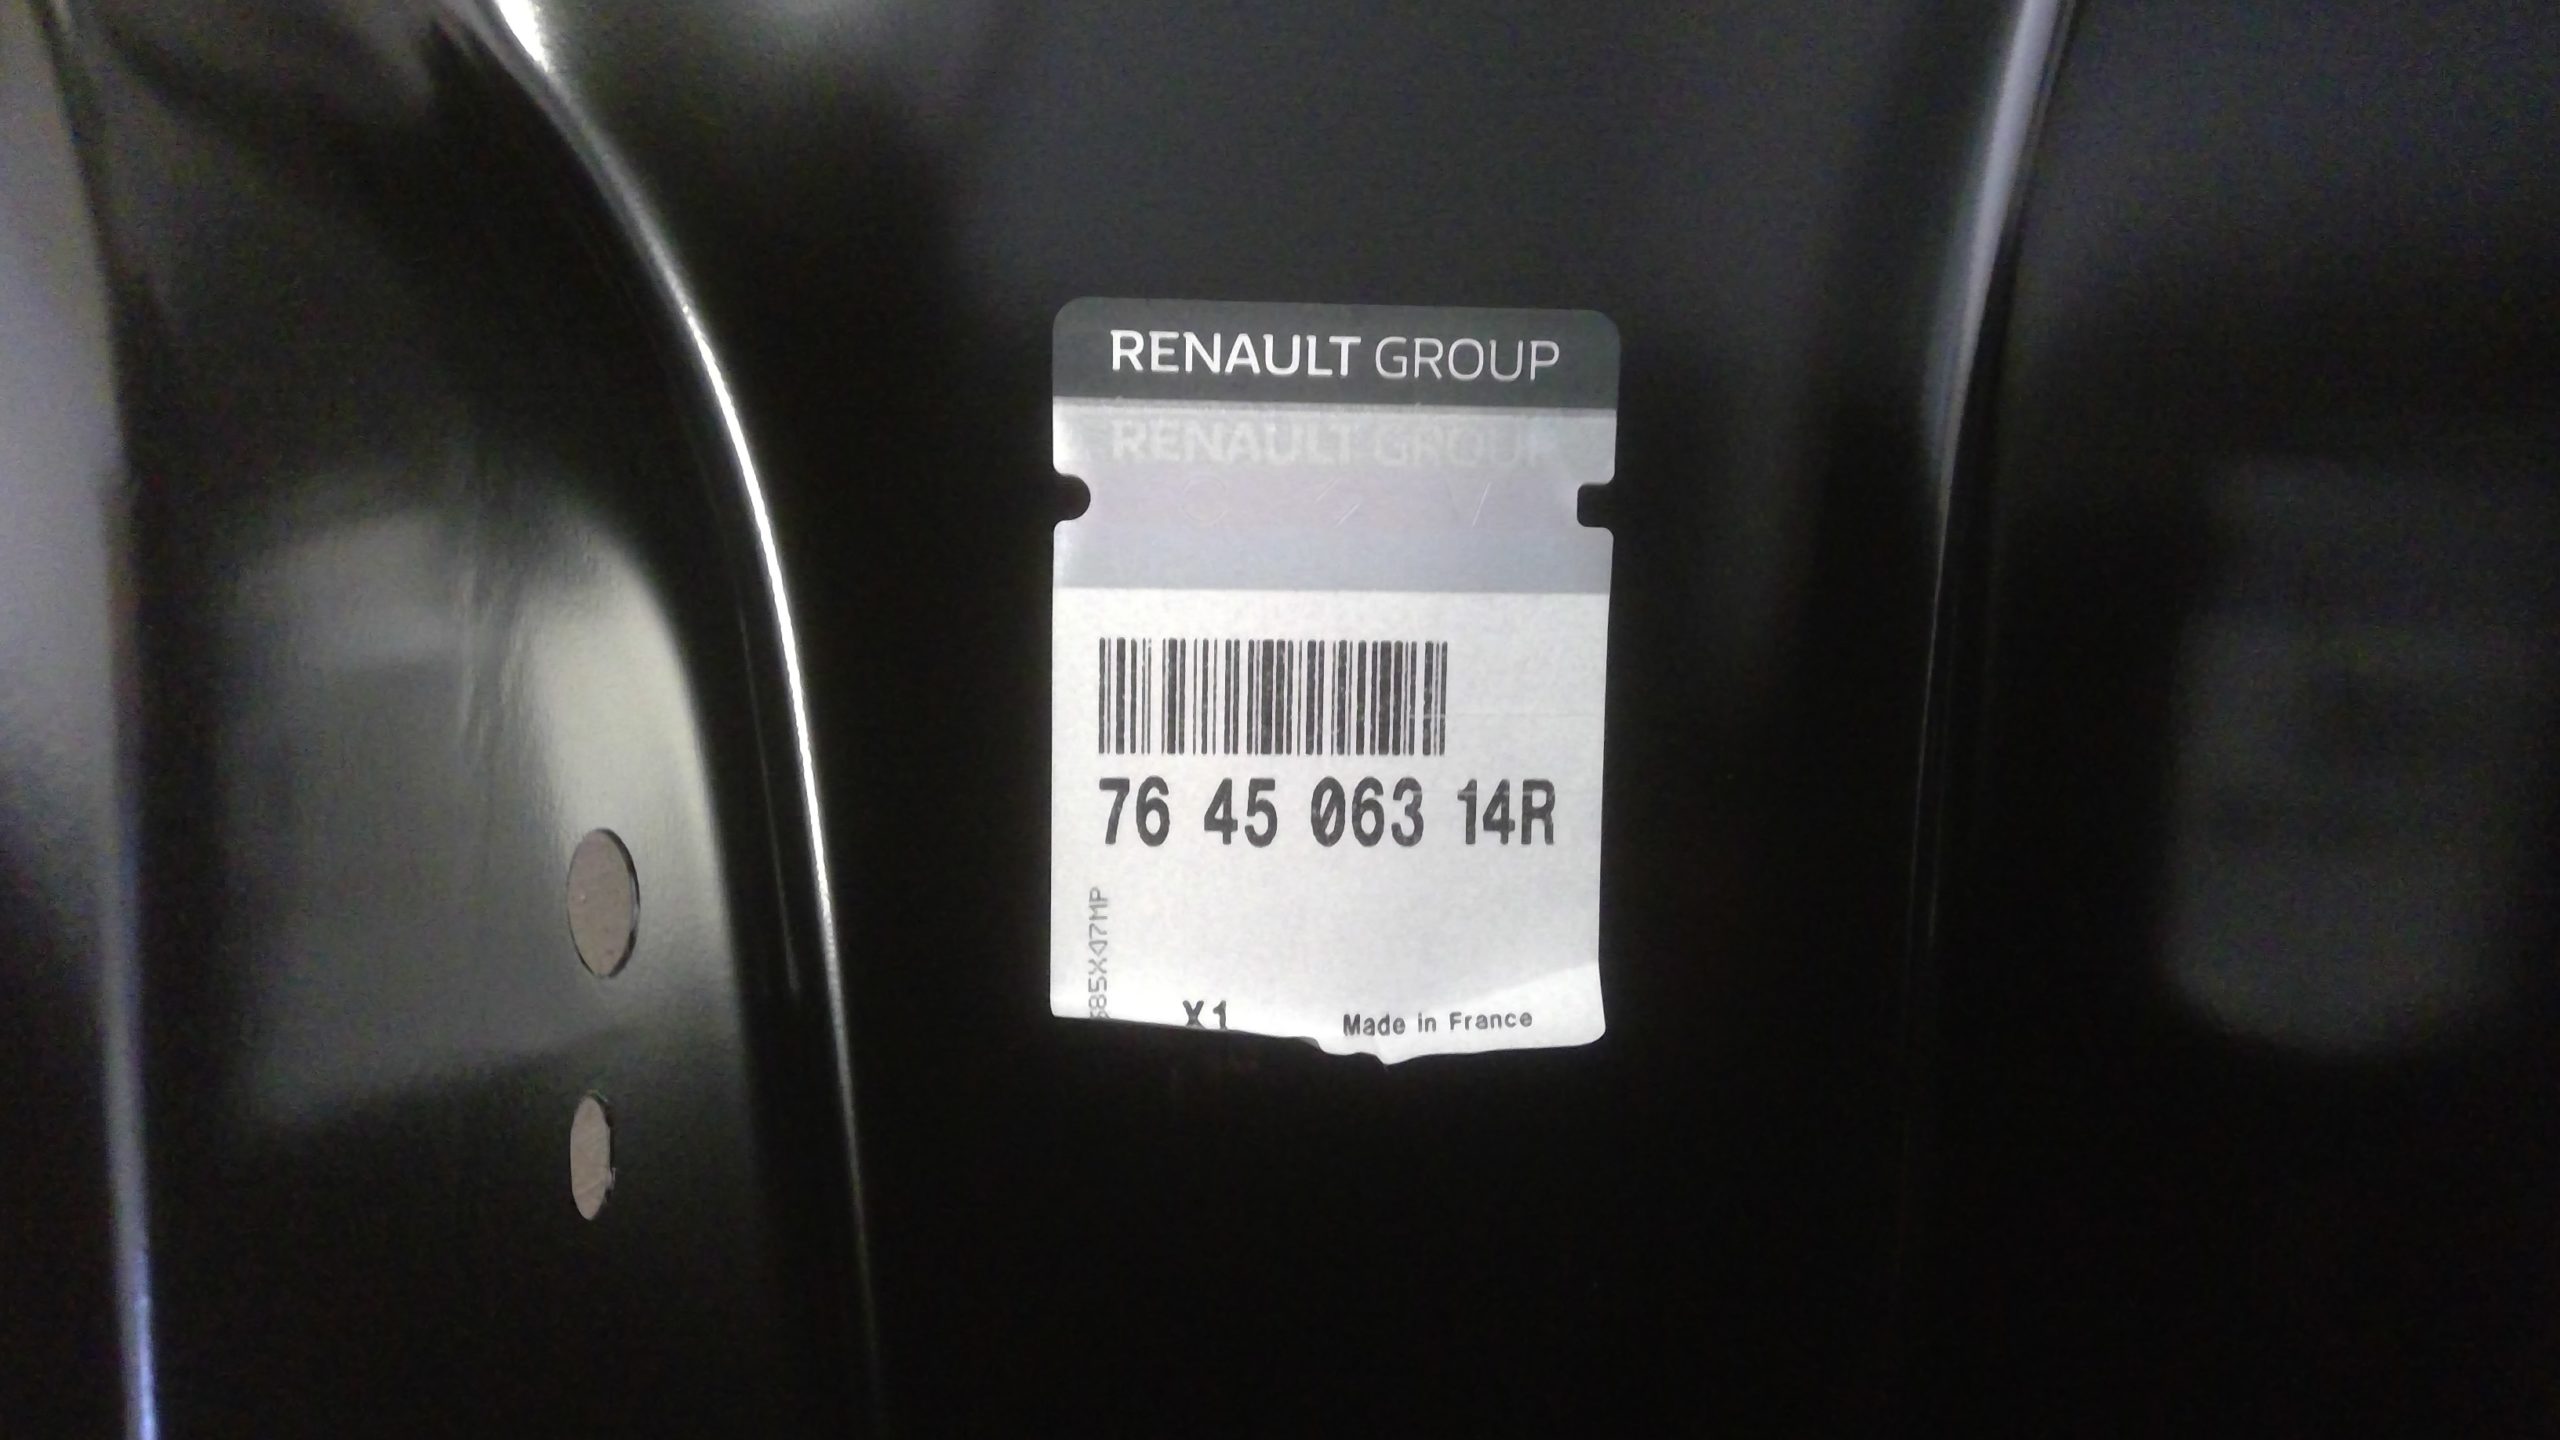 RENAULT GROUP
RENAULT GROUP
76 45 063 14R
X1
Made in France